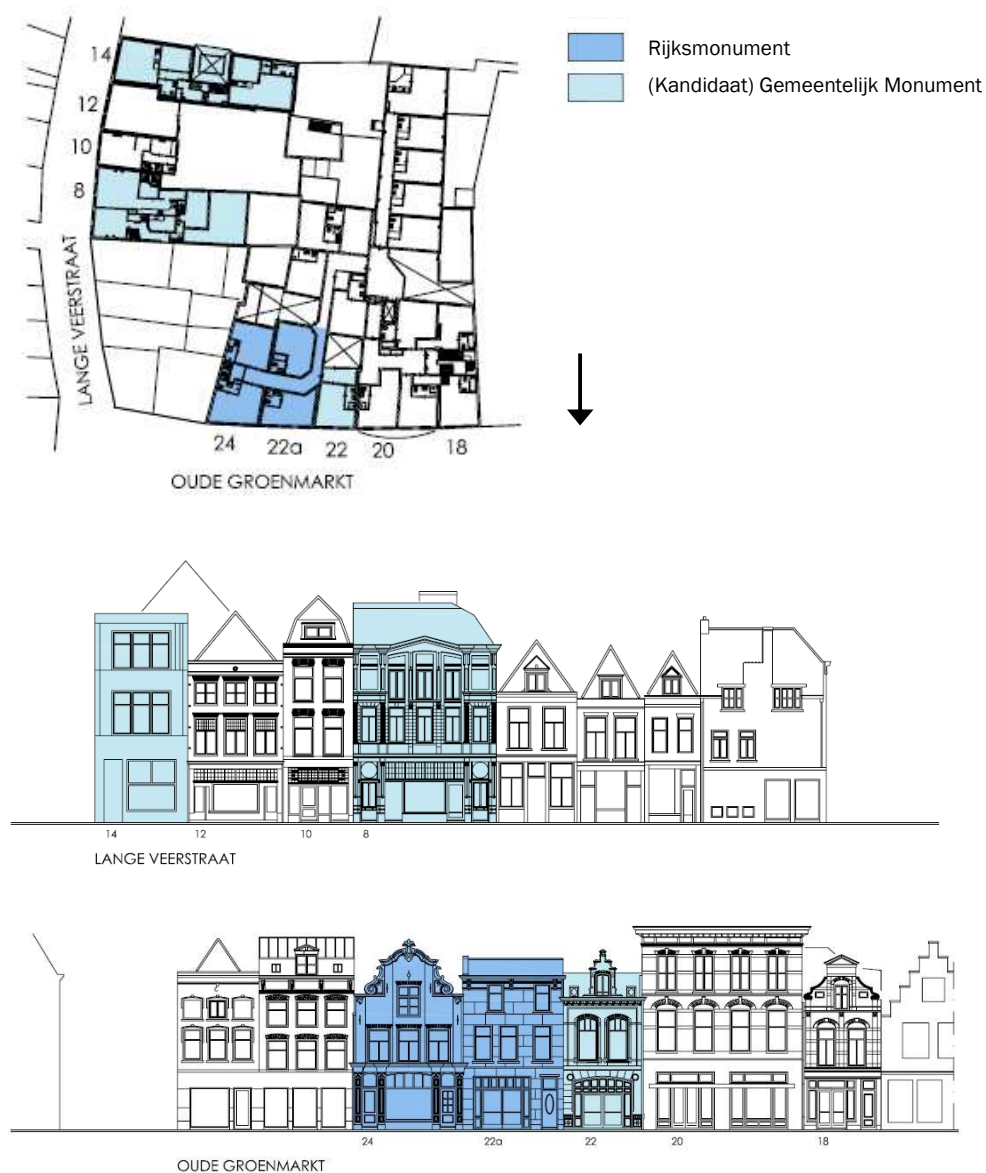 Rijksmonument
(Kandidaat) Gemeentelijk Monument
14
12
10
8
LANGE VEERSTRAAT
24 22a 22 20 18
OUDE GROENMARKT
14 12 10 8
LANGE VEERSTRAAT
24 22a 22 20 18
OUDE GROENMARKT